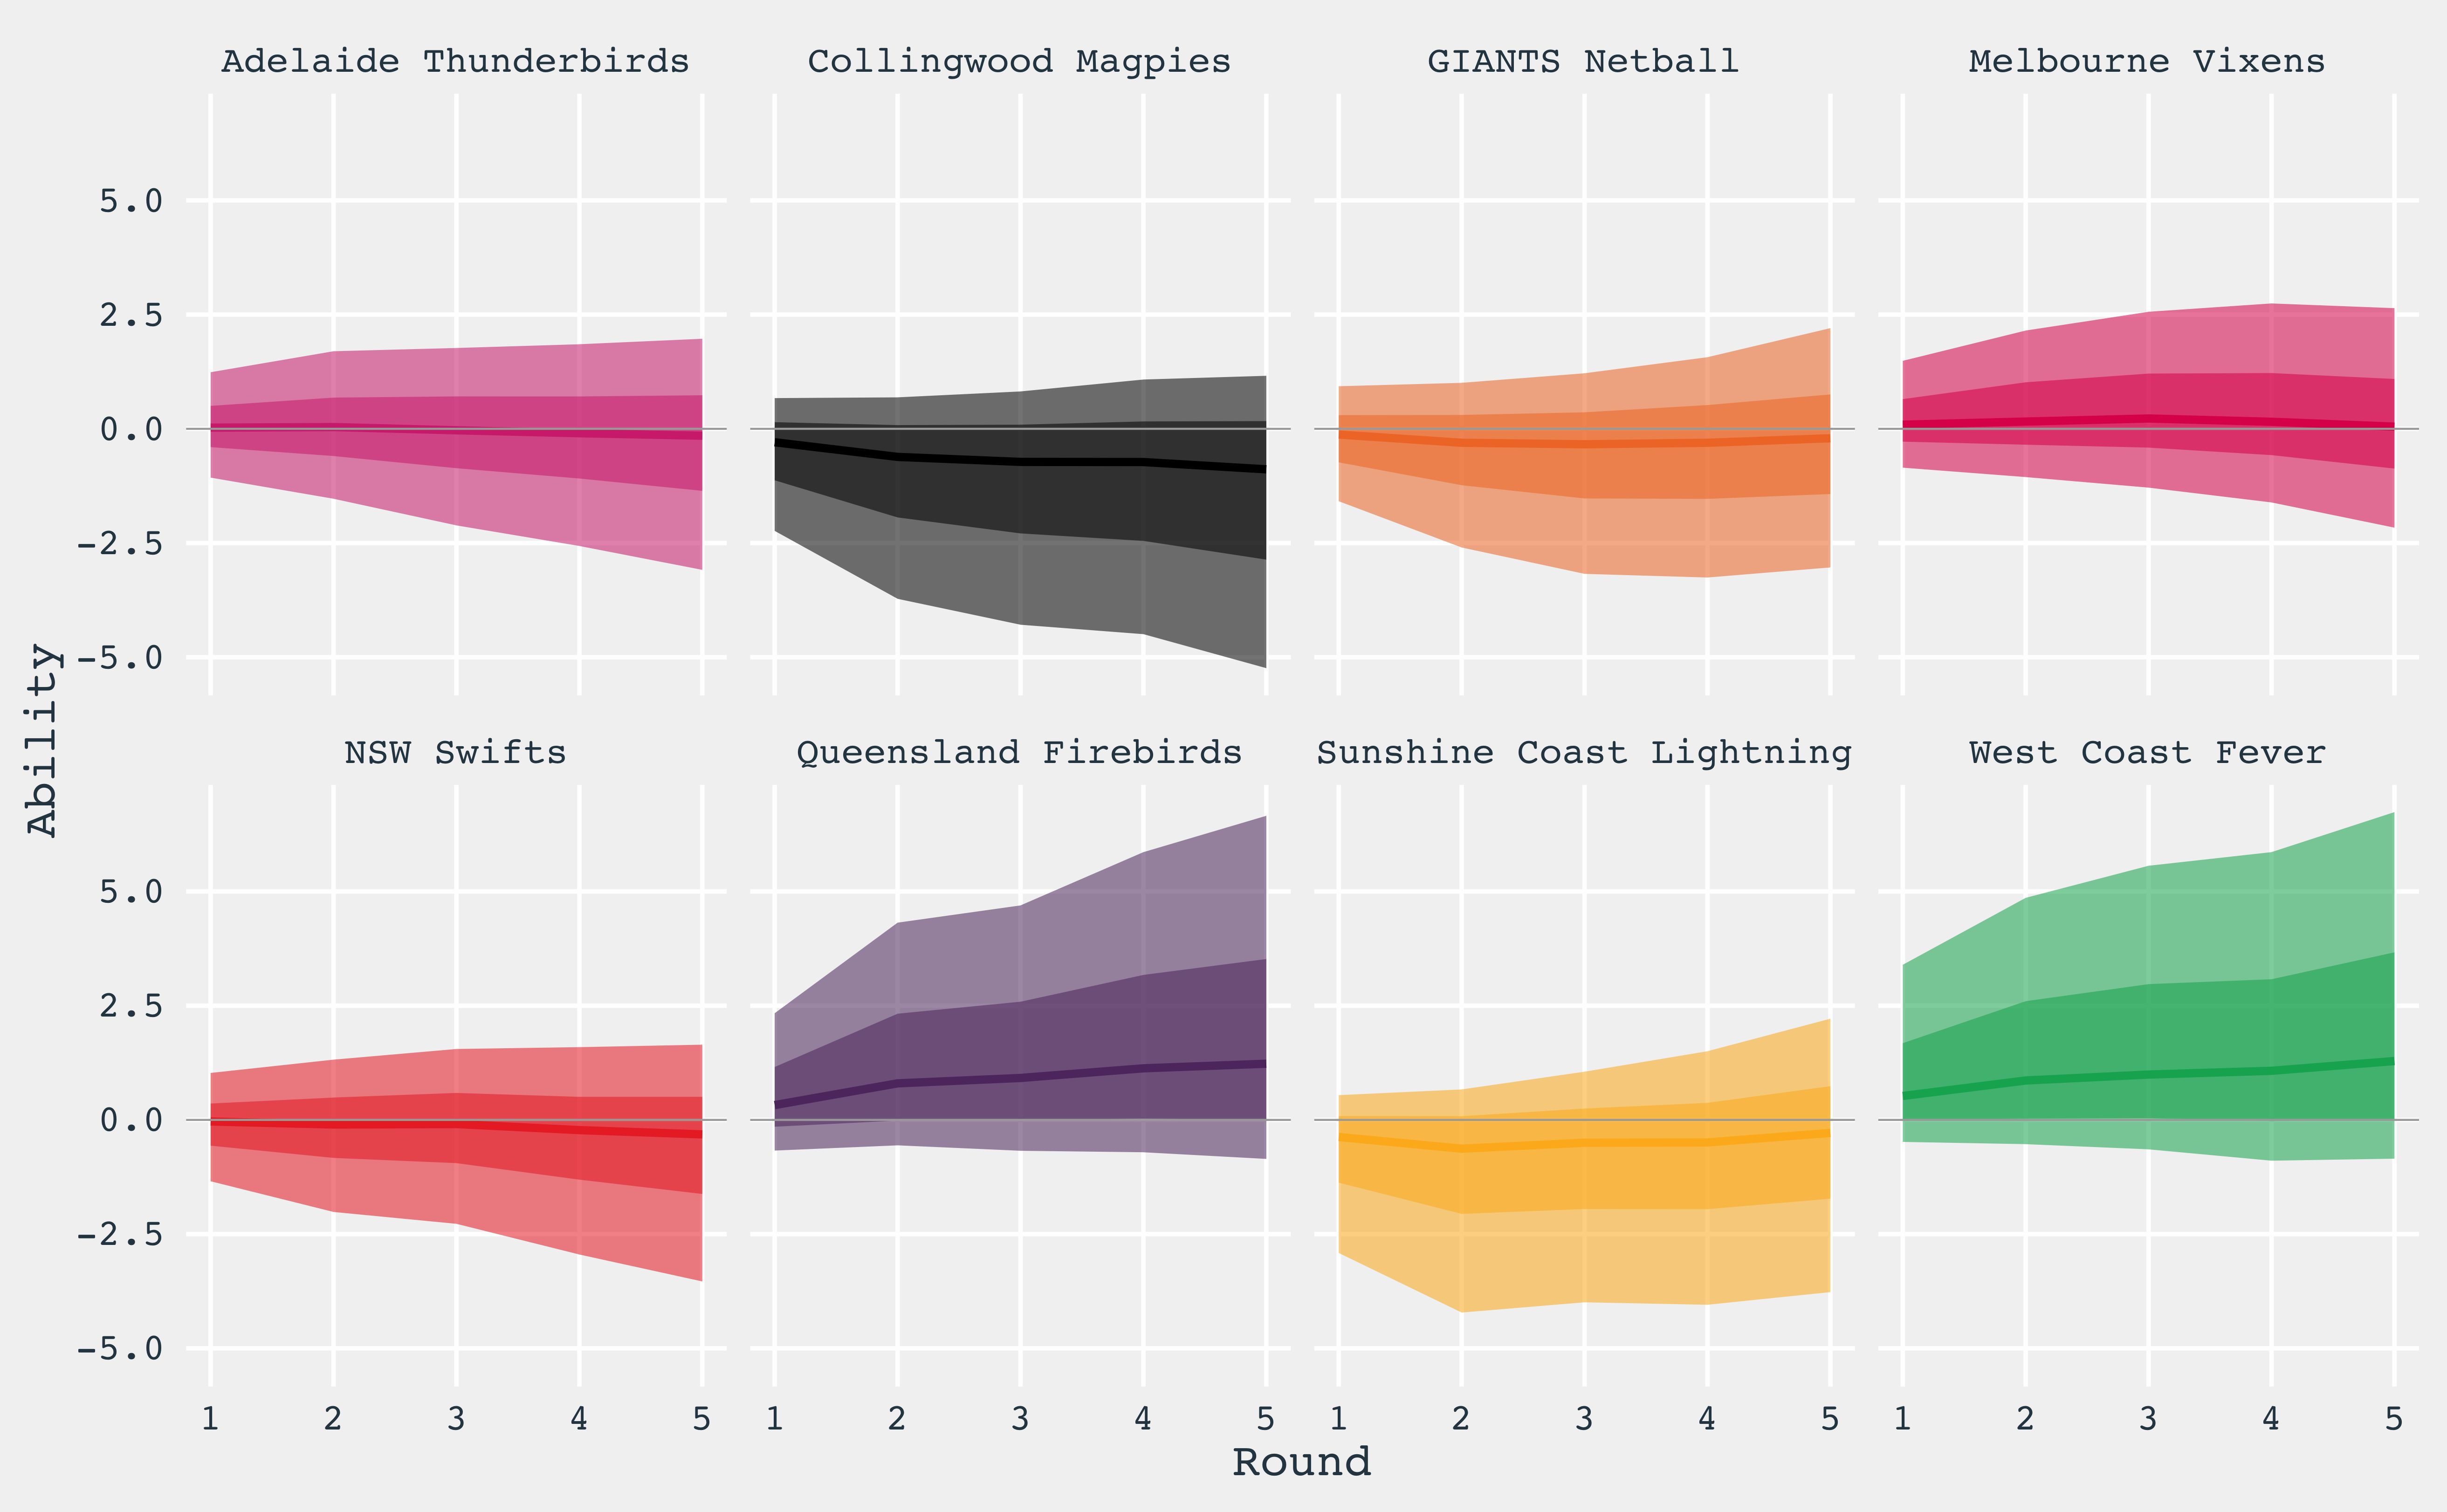 Adelaide Thunderbirds Collingwood Magpies GIANTS Netball Melbourne Vixens
5.0
2.5
0.0
−2.5
−5.0
Ability
NSW Swifts Queensland Firebirds Sunshine Coast Lightning West Coast Fever
5.0
2.5
0.0
−2.5
−5.0
1 2 3 4 5 1 2 3 4 5 1 2 3 4 5 1 2 3 4 5
Round